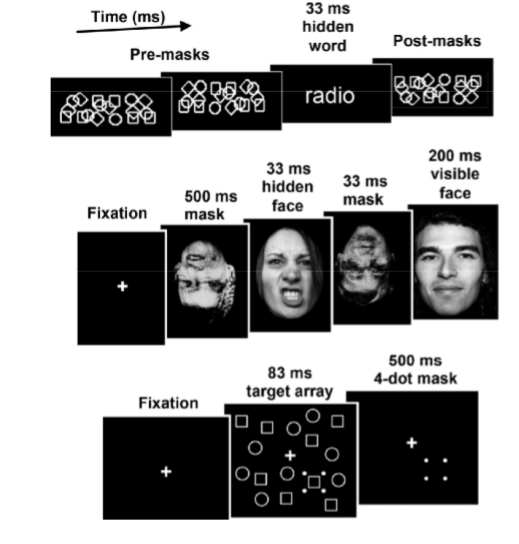 Time (ms)
33 ms
hidden
word
Pre-masks
Post-masks
radio
Fixation
500 ms
mask
33 ms
hidden
face
33 ms
mask
200 ms
visible
face
Fixation
83 ms
target array
500 ms
4-dot mask